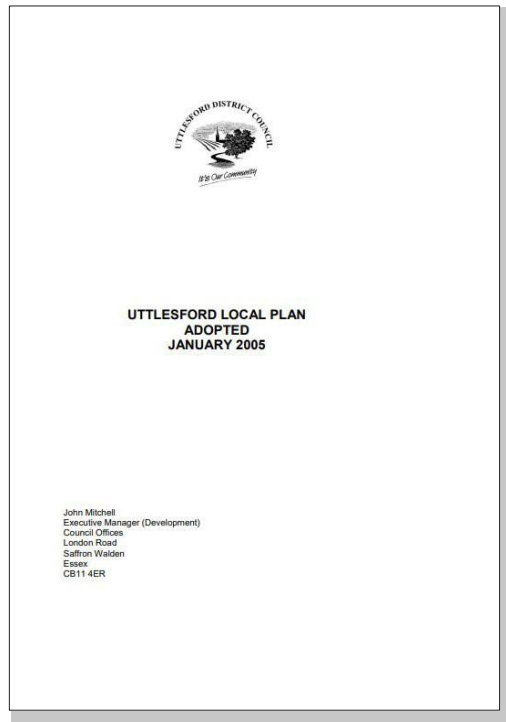 UTTLESFORD DISTRICT COUNCIL
It's Our Community
UTTLESFORD LOCAL PLAN
ADOPTED
JANUARY 2005
John Mitchell
Executive Manager (Development)
Council Offices
London Road
Saffron Walden
Essex
CB11 4ER